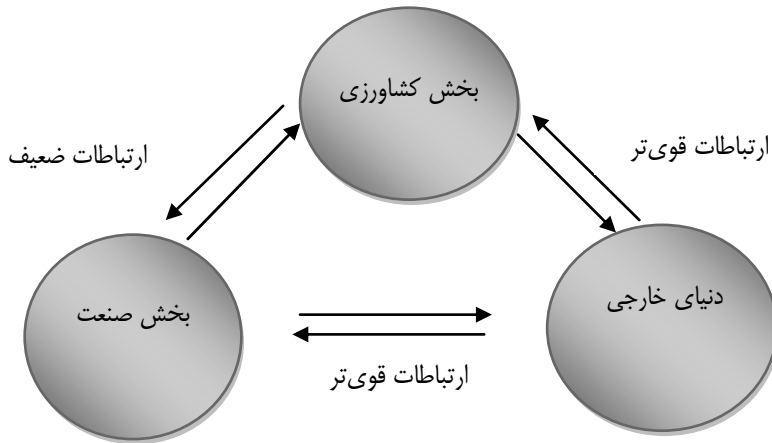 بخش کشاورزی
ارتباطات قوی‌تر
ارتباطات ضعیف
دنیای خارجی
بخش صنعت
ارتباطات قوی‌تر